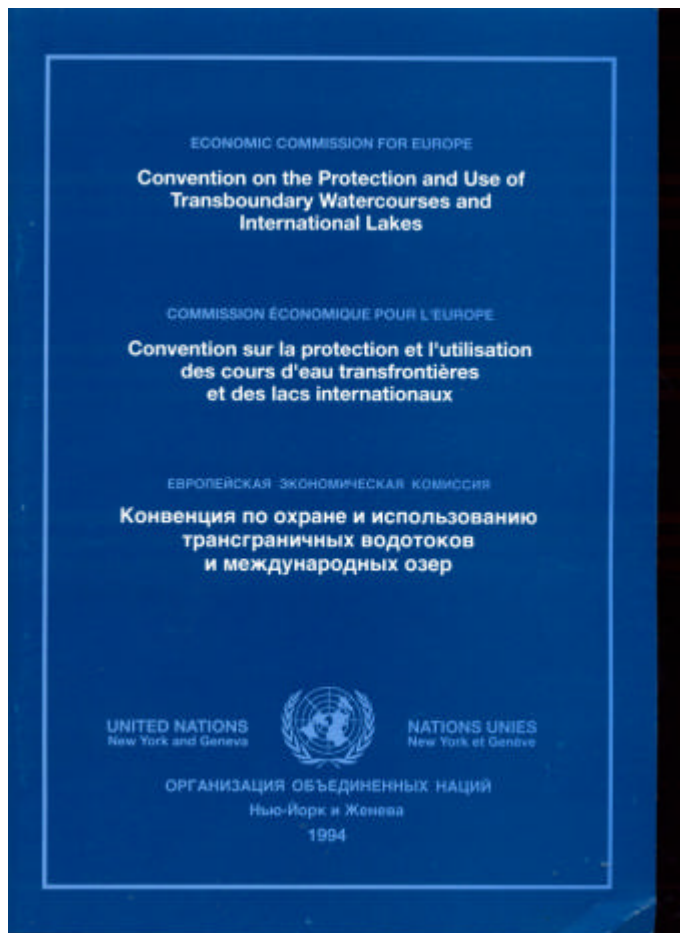 ECONOMIC COMMISSION FOR EUROPE
Convention on the Protection and Use of
Transboundary Watercourses and
International Lakes
COMMISSION ÉCONOMIQUE POUR L'EUROPE
Convention sur la protection et l'utilisation
des cours d'eau transfrontières
et des lacs internationaux
ЕВРОПЕЙСКАЯ ЭКОНОМИЧЕСКАЯ КОМИССИЯ
Конвенция по охране и использованию
трансграничных водотоков
и международных озер
UNITED NATIONS
New York and Geneva
NATIONS UNIES
New York et Genève
ОРГАНИЗАЦИЯ ОБЪЕДИНЕННЫХ НАЦИЙ
Нью-Йорк и Женева
1994